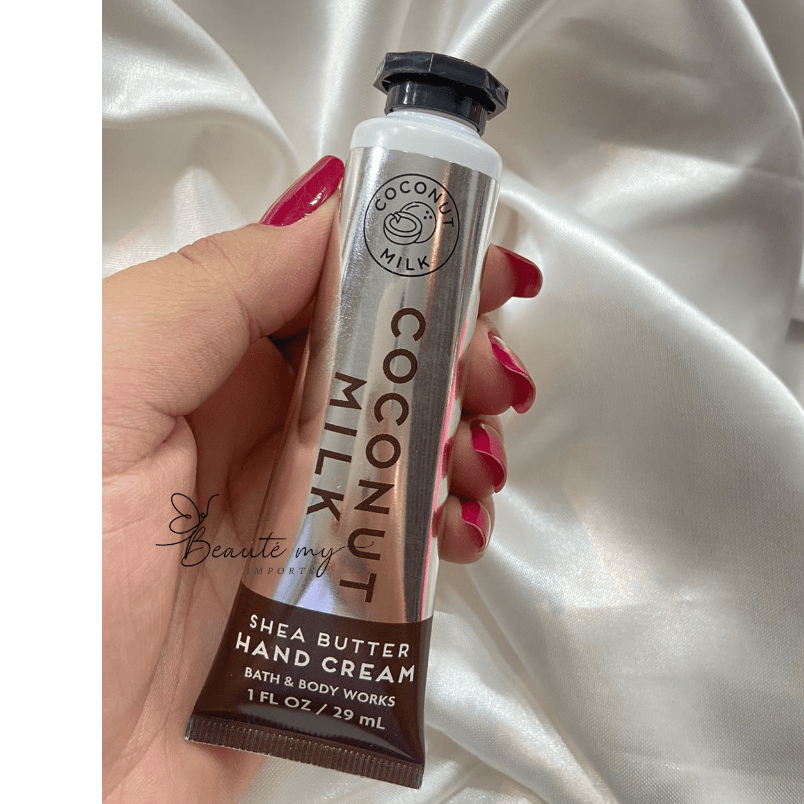 COCONUT
MILK
COCONUT
MILK
Beauté my
IMPORTS
SHEA BUTTER
HAND CREAM
BATH & BODY WORKS
1 FL OZ / 29 mL